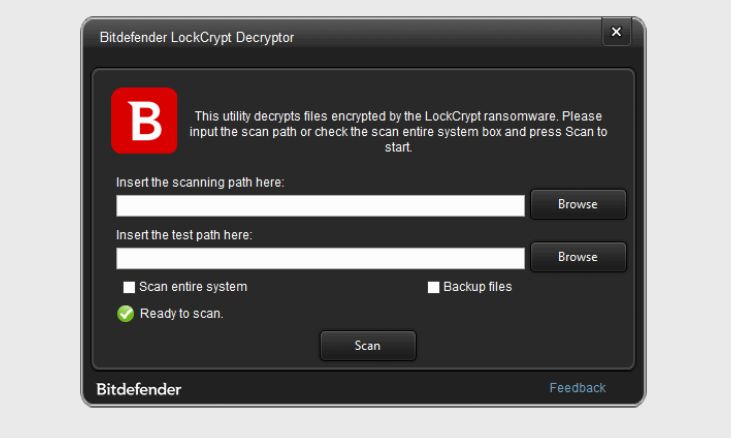 Bitdefender LockCrypt Decryptor
B
This utility decrypts files encrypted by the LockCrypt ransomware. Please
input the scan path or check the scan entire system box and press Scan to
start.
Insert the scanning path here:
Browse
Insert the test path here:
Browse
Scan entire system
Backup files
Ready to scan.
Scan
Bitdefender
Feedback